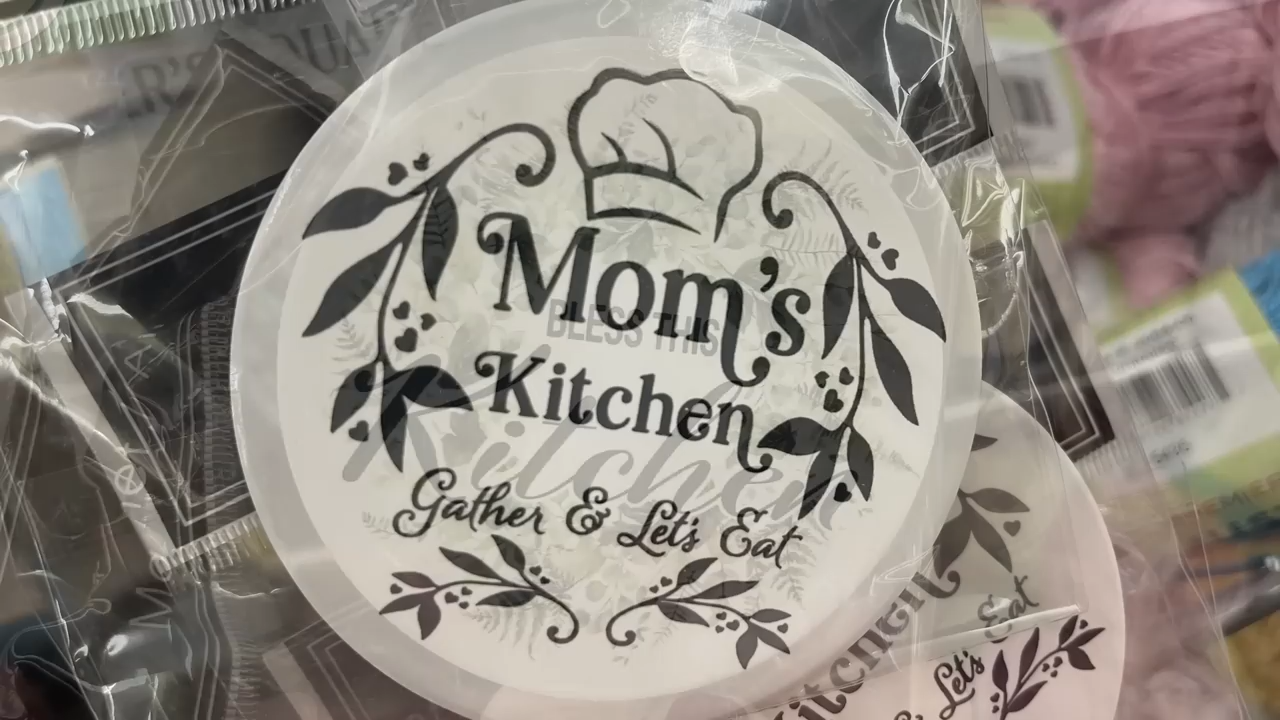 Mom's
BLESS THIS
Kitchen
Kitchen
Gather & Let's Eat
Kitchen
Let's Eat